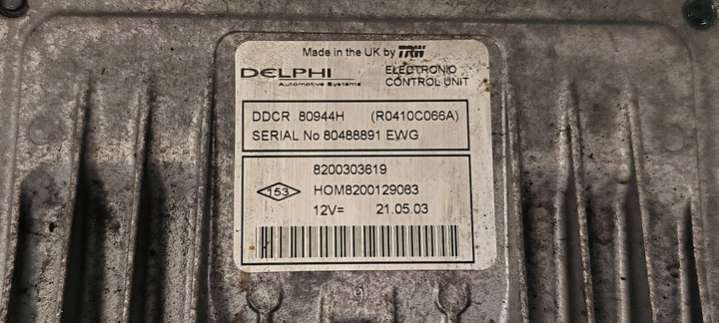 Made in the UK by TRW
DELPHI
Automotive Systems
ELECTRONIC
CONTROL UNIT
DDCR 80944H (R0410C066A)
SERIAL No 80488891 EWG
8200303619
153
HOM8200129063
12V= 21.05.03